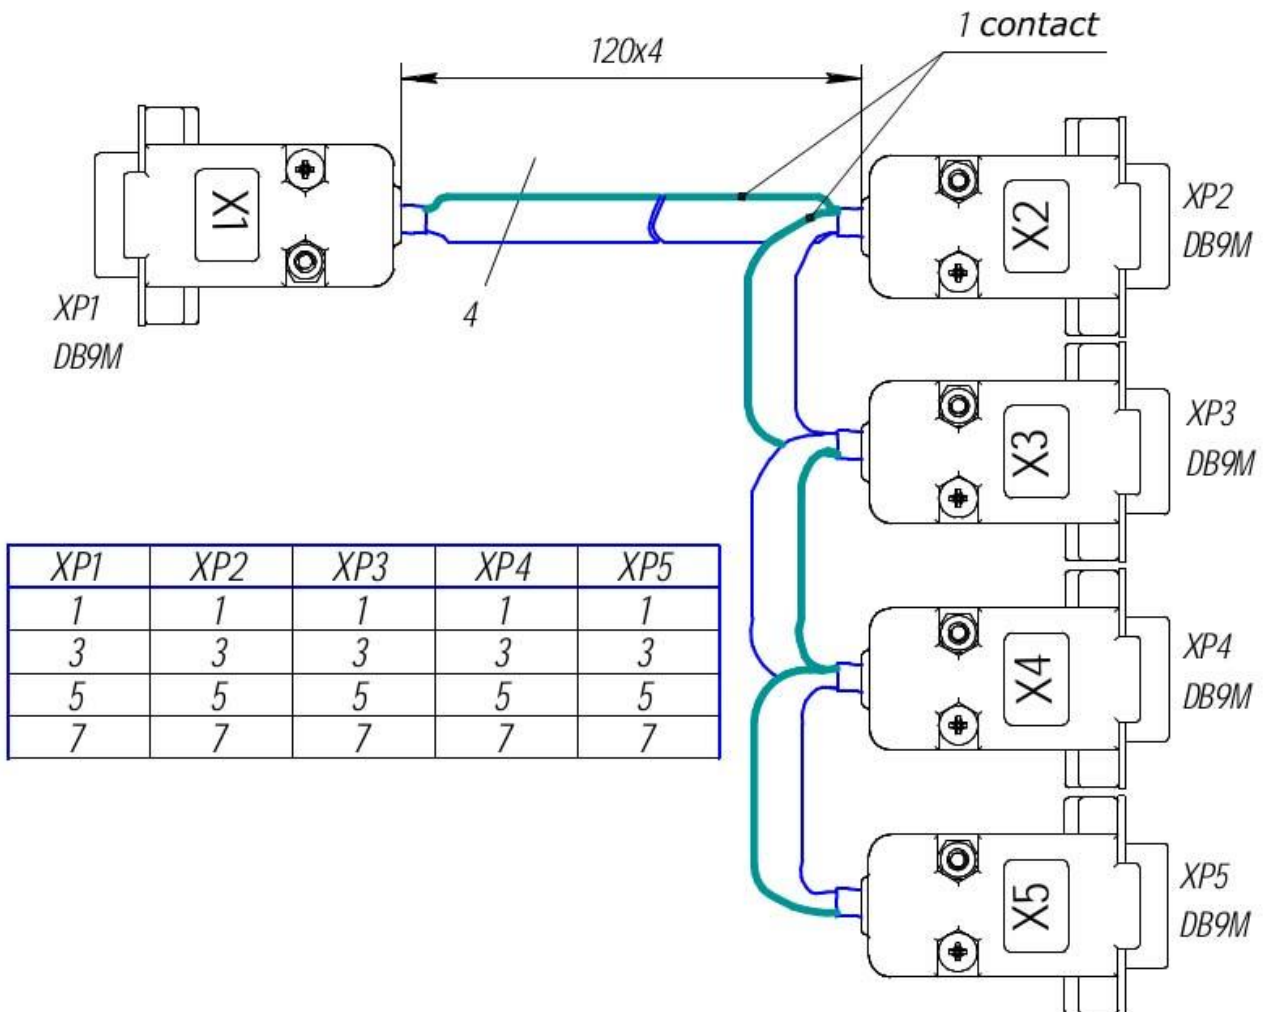 1 contact
120x4
X1
XP1
DB9M
4
X2
XP2
DB9M
X3
XP3
DB9M
XP1 XP2 XP3 XP4 XP5
1 1 1 1 1
3 3 3 3 3
5 5 5 5 5
7 7 7 7 7
X4
XP4
DB9M
X5
XP5
DB9M